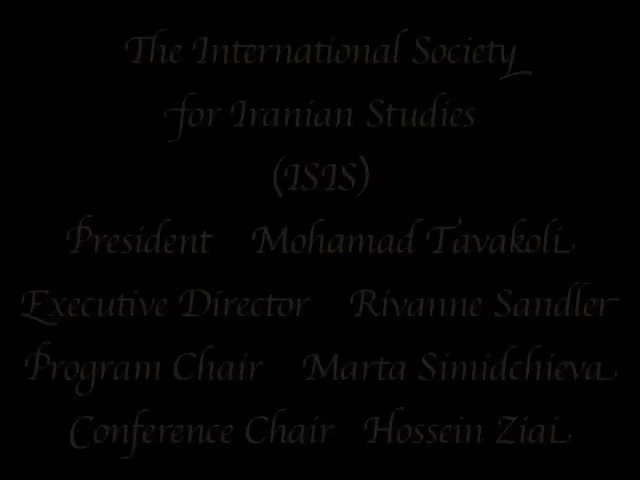 The International Society
for Iranian Studies
(ISIS)
President Mohamad Tavakoli
Executive Director Rivanne Sandler
Program Chair Marta Simidchieva
Conference Chair Hossein Ziai